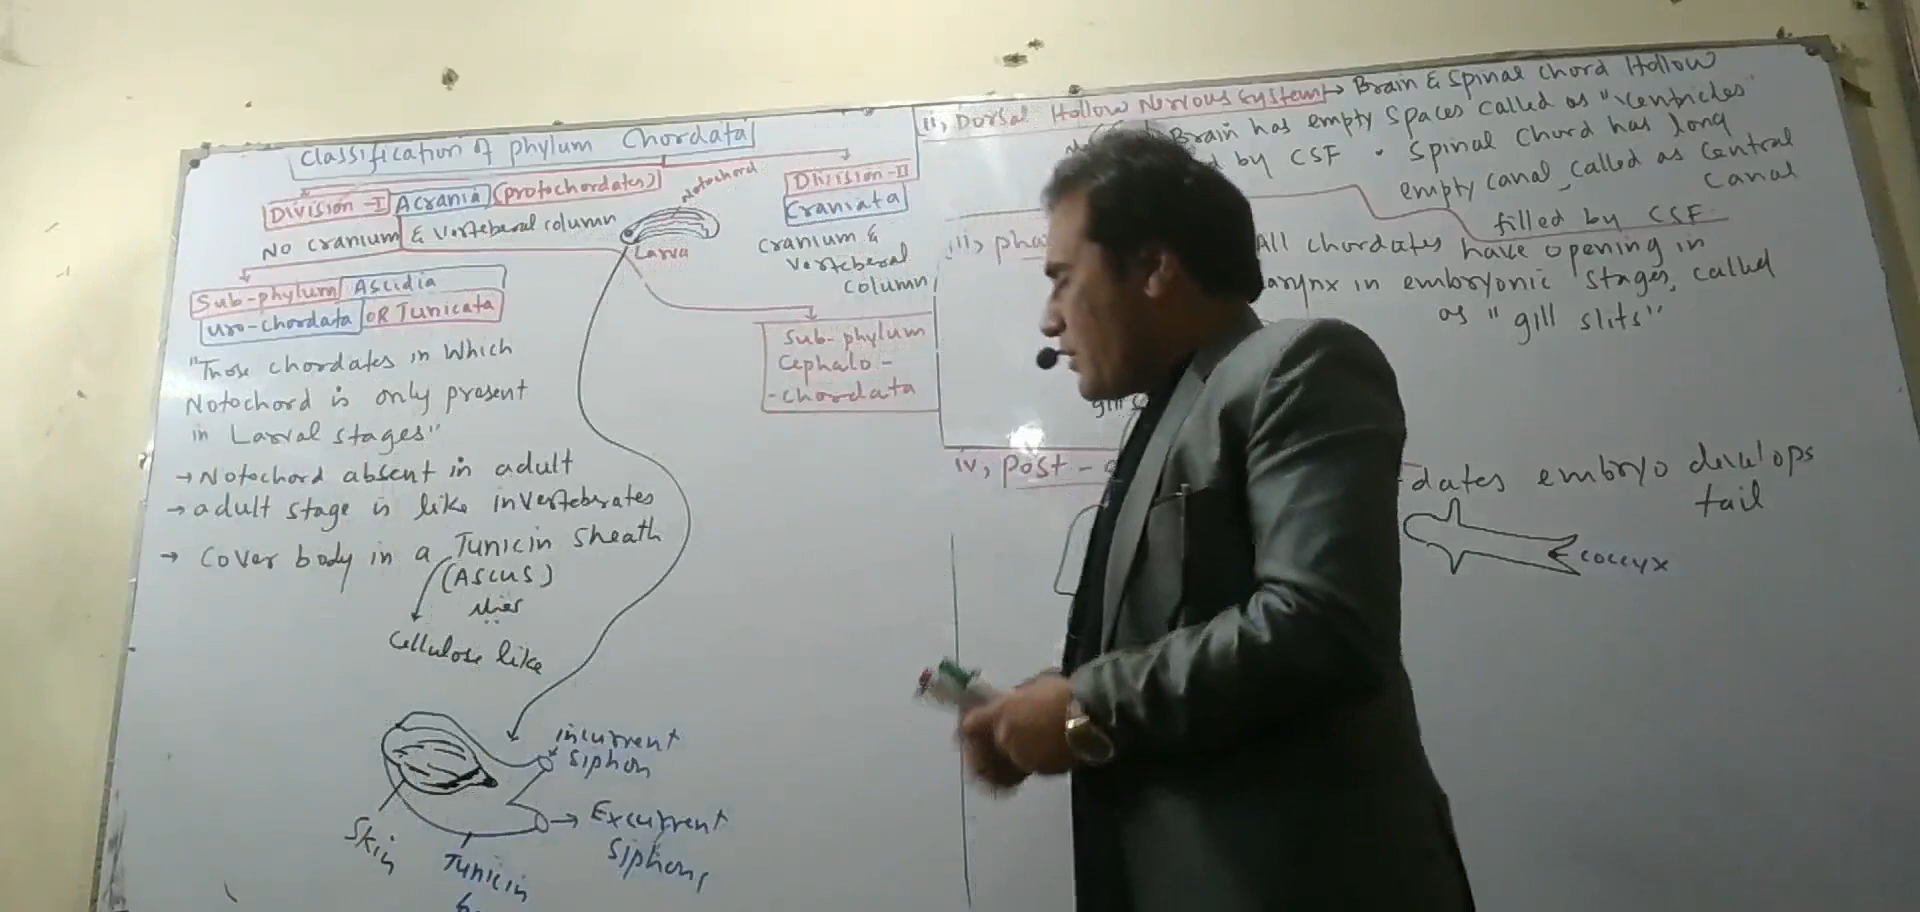 Classification of phylum Chordata
Division-I Acrania (protochordates)
Notochord
Division-II
Craniata
No cranium & Vertebral column
Larva
Cranium &
Vertebral
column
Sub-phylum Ascidia
Uro-chordata OR Tunicata
Sub-phylum
Cephalo-
-chordata
"Those chordates in Which
Notochord is only present
in Larval stages"
→ Notochord absent in adult
→ adult stage is like invertebrates
→ Cover body in a Tunicin Sheath
(Ascus)
Cellulose like
incurrent
Siphon
→ Excurrent
Siphon
Skin
Tunicin
ii, Dorsal Hollow Nervous System → Brain & Spinal Chord Hollow
Brain has empty spaces called as "Ventricles"
by CSF • Spinal Chord has long
empty canal, called as Central
canal
filled by CSF
iii, pha
All chordates have opening in
arynx in embryonic stages, called
as "gill slits"
gill s
iv, Post - a
dates embryo develops
tail
coccyx